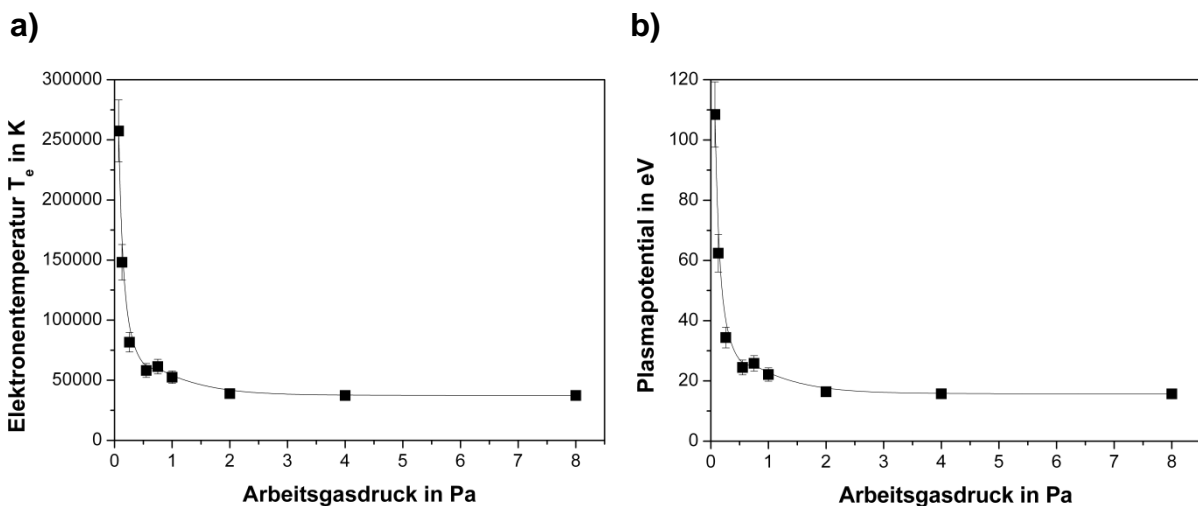 a)
300000
250000
200000
150000
100000
50000
0
Elektronentemperatur Te in K
0 1 2 3 4 5 6 7 8
Arbeitsgasdruck in Pa
b)
120
100
80
60
40
20
0
Plasmapotential in eV
0 1 2 3 4 5 6 7 8
Arbeitsgasdruck in Pa